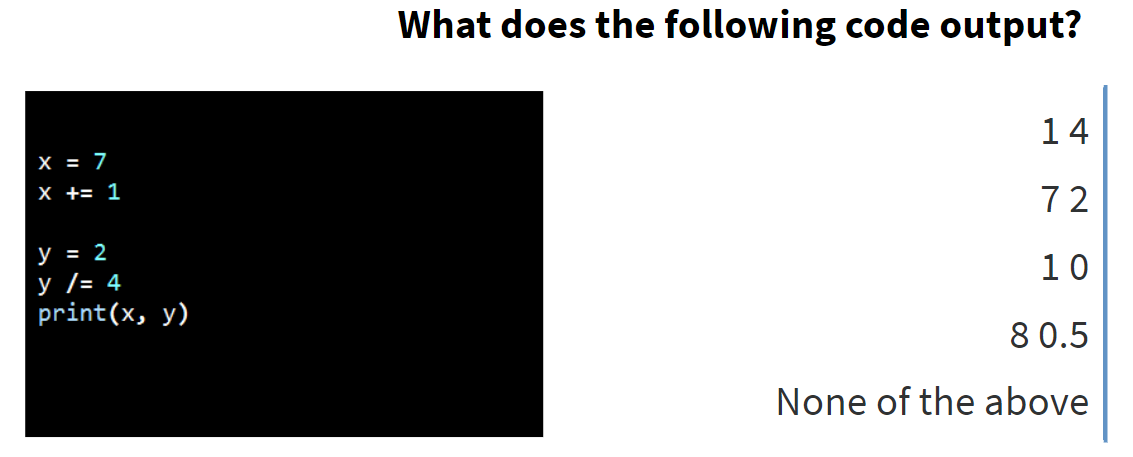 What does the following code output?
x = 7
x += 1
y = 2
y /= 4
print(x, y)
1 4
7 2
1 0
8 0.5
None of the above